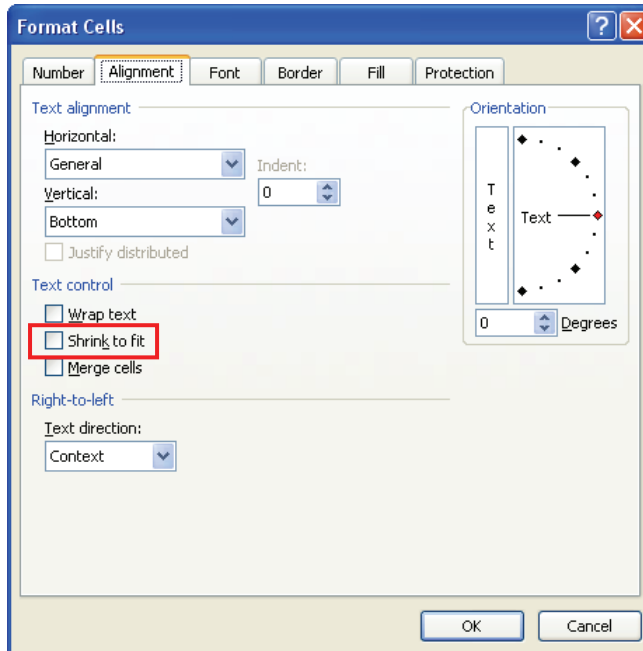 Format Cells
Number Alignment Font Border Fill Protection
Text alignment
Horizontal:
General
Indent:
0
Vertical:
Bottom
Justify distributed
Text control
Wrap text
Shrink to fit
Merge cells
Right-to-left
Text direction:
Context
Orientation
Text
Text
0 Degrees
OK Cancel